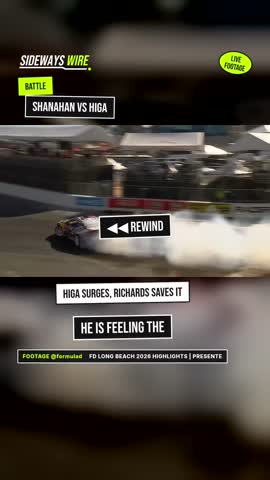 SIDEWAYS WIRE
LIVE
FOOTAGE
BATTLE
SHANAHAN VS HIGA
REWIND
HIGA SURGES, RICHARDS SAVES IT
HE IS FEELING THE
FOOTAGE @formulad FD LONG BEACH 2026 HIGHLIGHTS | PRESENTE